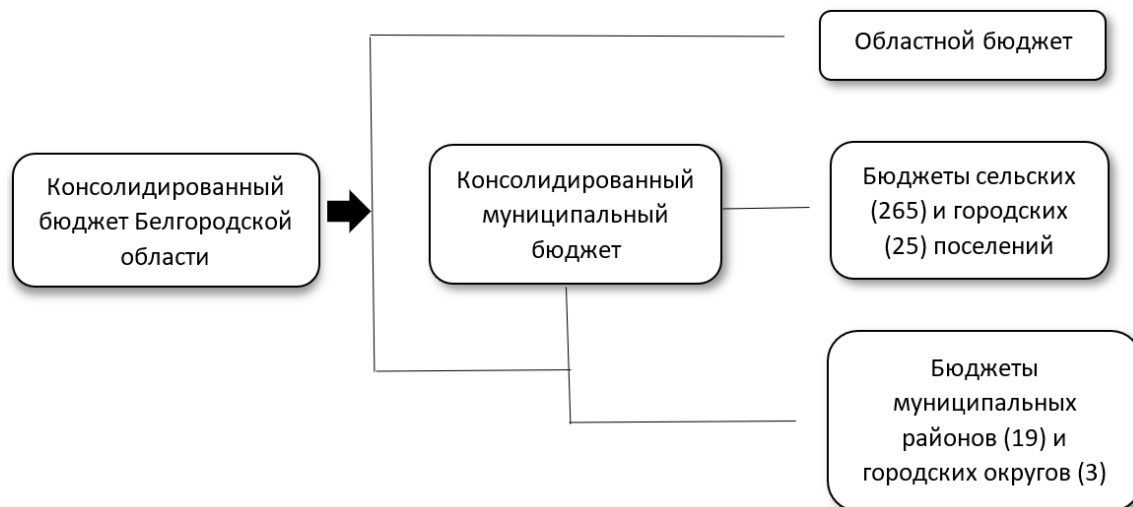 Консолидированный
бюджет Белгородской
области
Консолидированный
муниципальный
бюджет
Областной бюджет
Бюджеты сельских
(265) и городских
(25) поселений
Бюджеты
муниципальных
районов (19) и
городских округов (3)